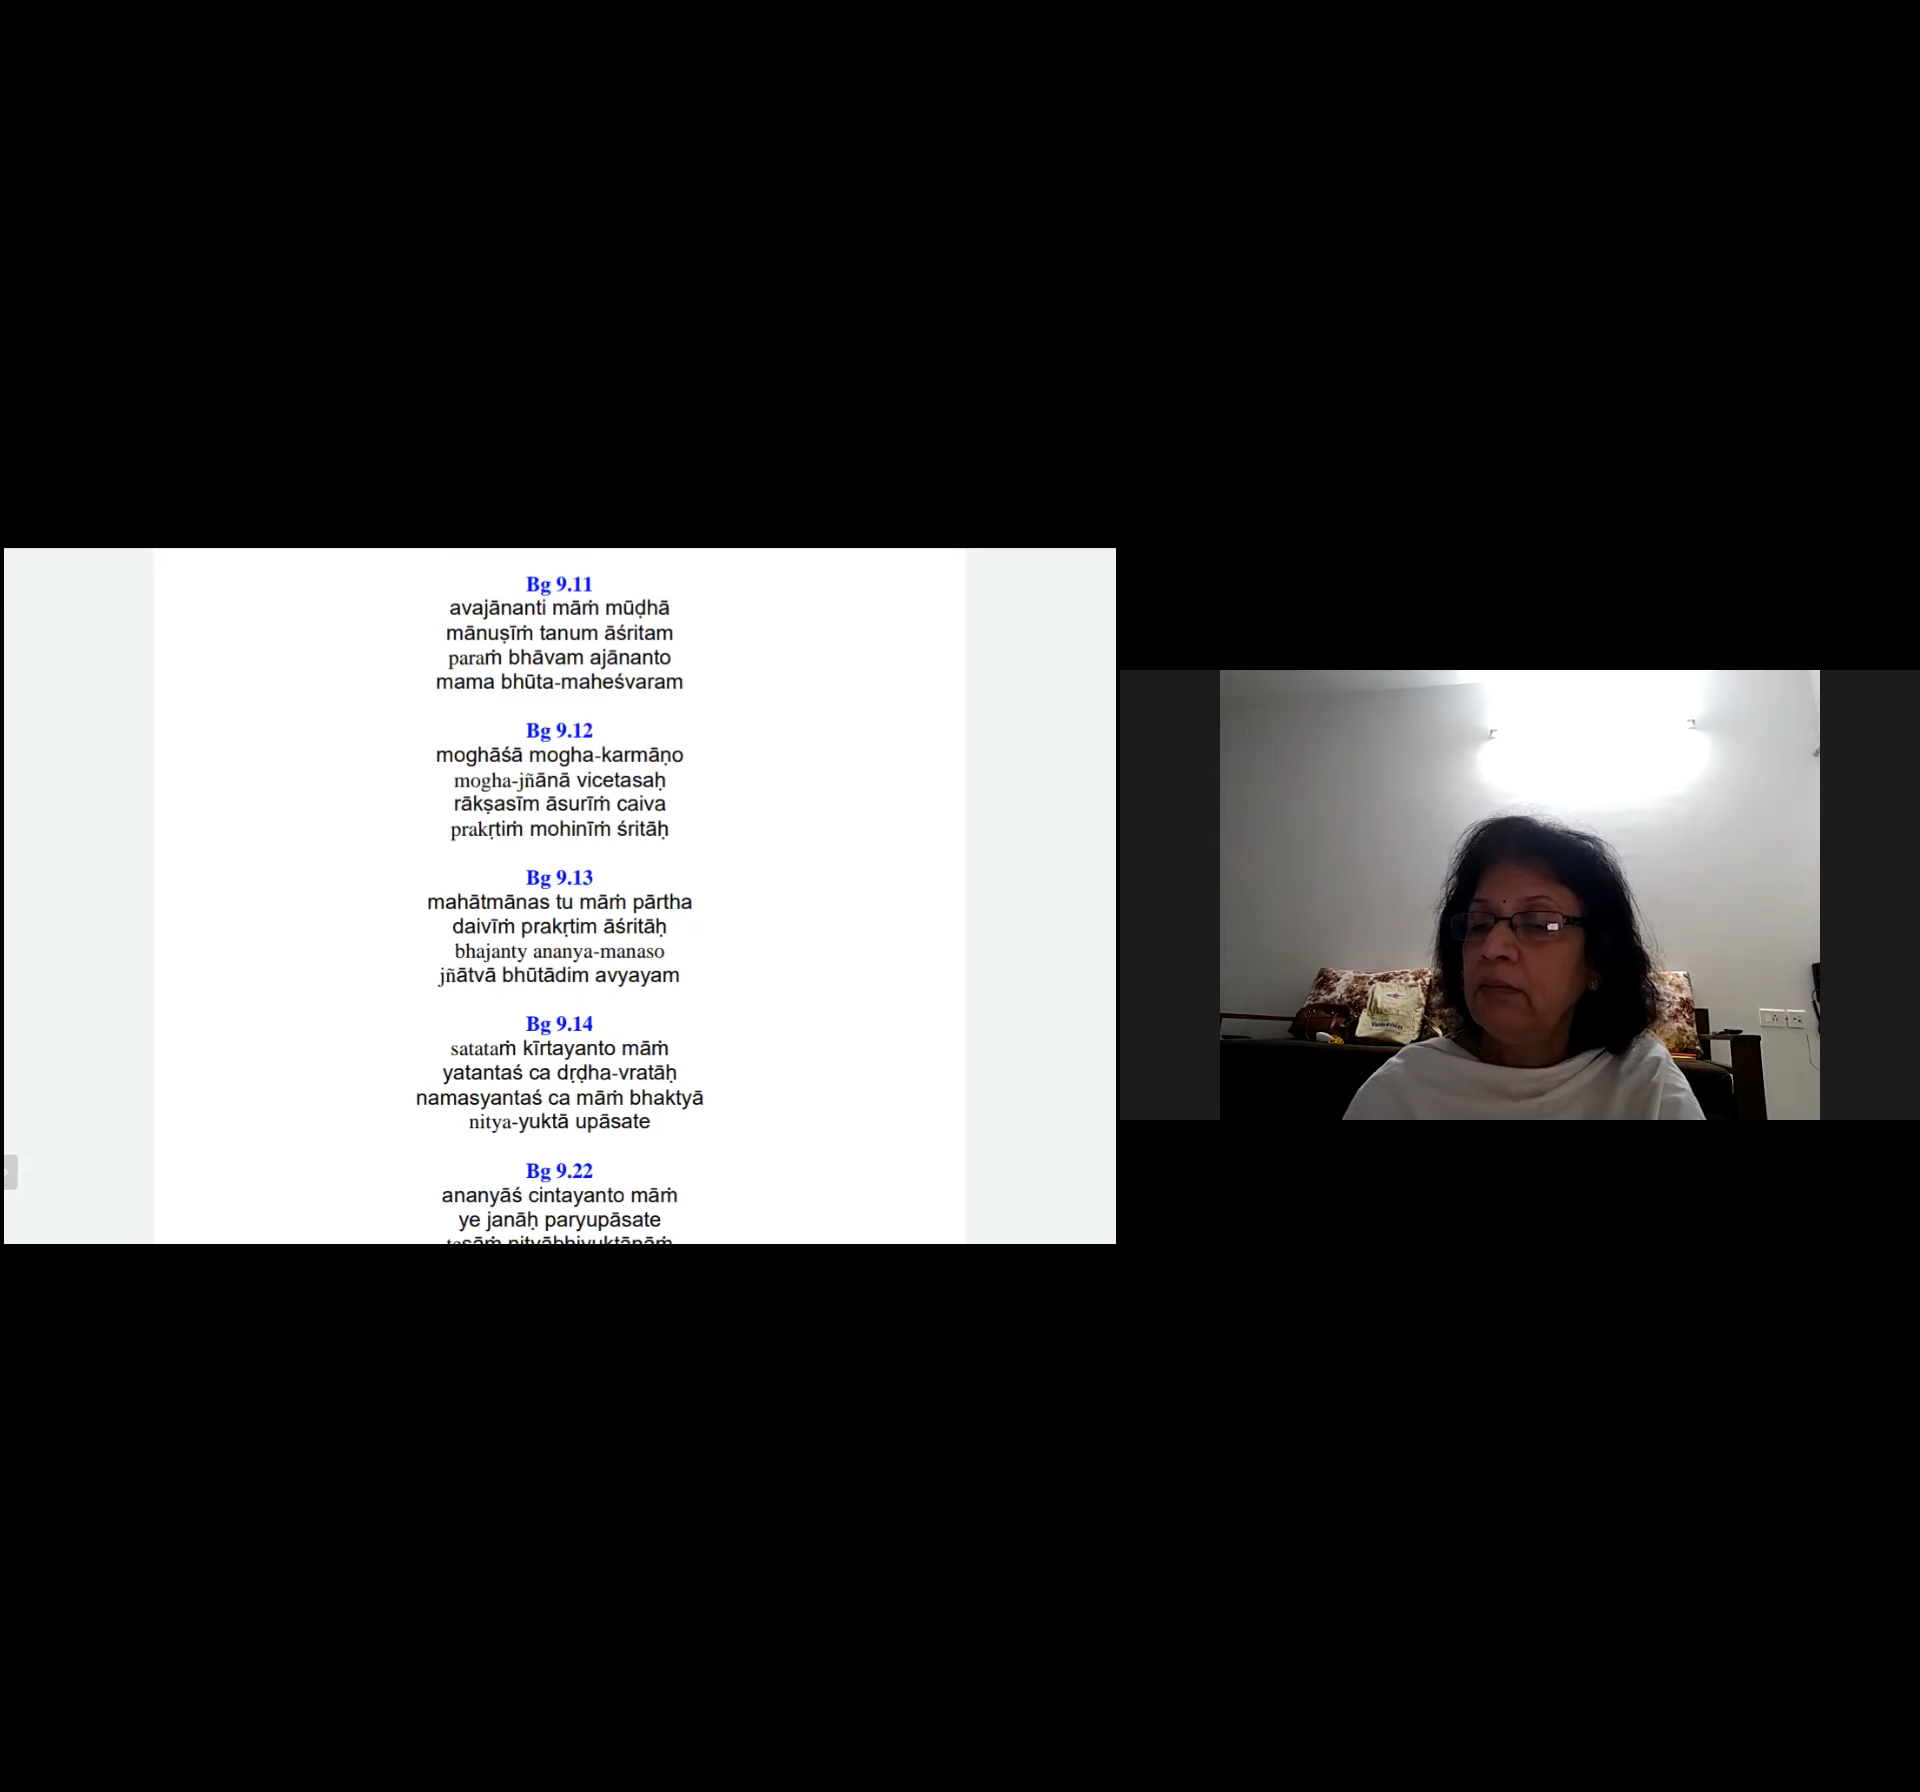 Bg 9.11
avajānanti māṁ mūḍhā
mānuṣīṁ tanum āśritam
paraṁ bhāvam ajānanto
mama bhūta-maheśvaram
Bg 9.12
moghāśā mogha-karmāṇo
mogha-jñānā vicetasaḥ
rākṣasīm āsurīṁ caiva
prakṛtiṁ mohinīṁ śritāḥ
Bg 9.13
mahātmānas tu māṁ pārtha
daivīṁ prakṛtim āśritāḥ
bhajanty ananya-manaso
jñātvā bhūtādim avyayam
Bg 9.14
satataṁ kīrtayanto māṁ
yatantaś ca dṛḍha-vratāḥ
namasyantaś ca māṁ bhaktyā
nitya-yuktā upāsate
Bg 9.22
ananyāś cintayanto māṁ
ye janāḥ paryupāsate
teṣāṁ nityābhiyuktānāṁ